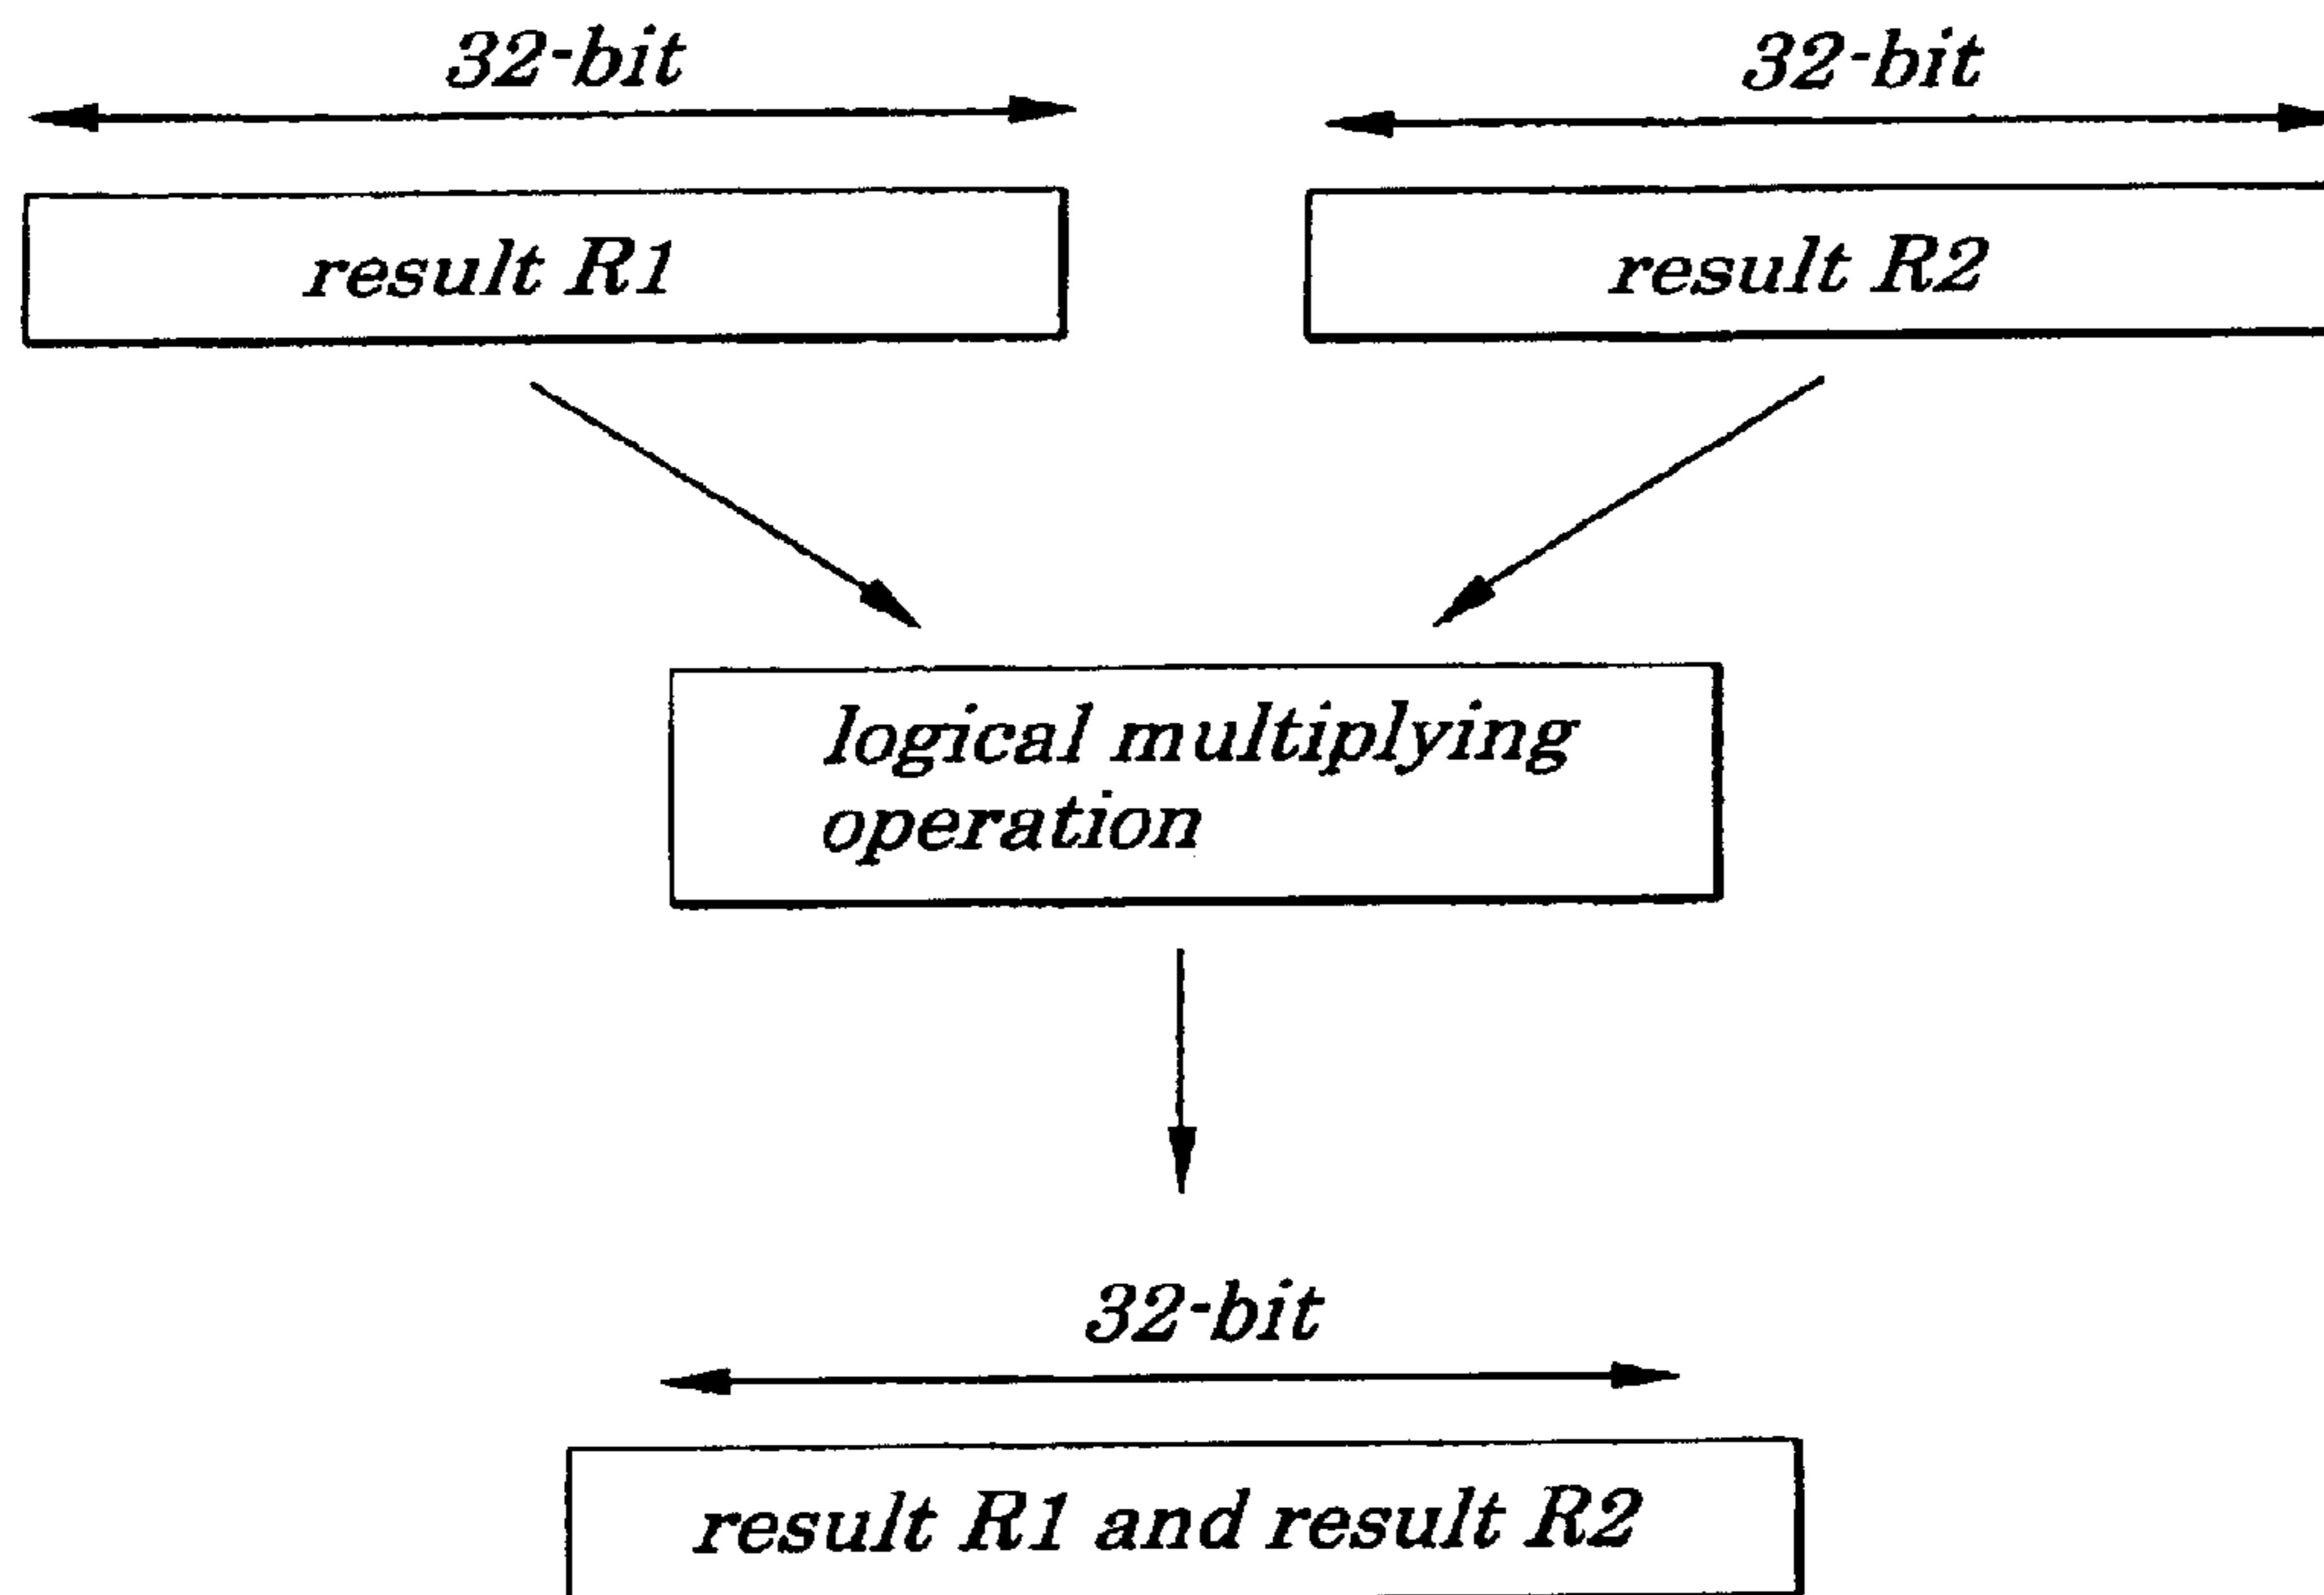 32-bit
32-bit
result R1
result R2
logical multiplying
operation
32-bit
result R1 and result R2